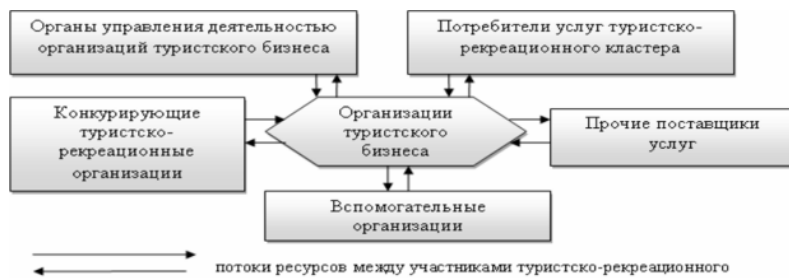 Органы управления деятельностью
организаций туристского бизнеса
Потребители услуг туристско-
рекреационного кластера
Конкурирующие
туристско-
рекреационные
организации
Организации
туристского
бизнеса
Прочие поставщики
услуг
Вспомогательные
организации
потоки ресурсов между участниками туристско-рекреационного